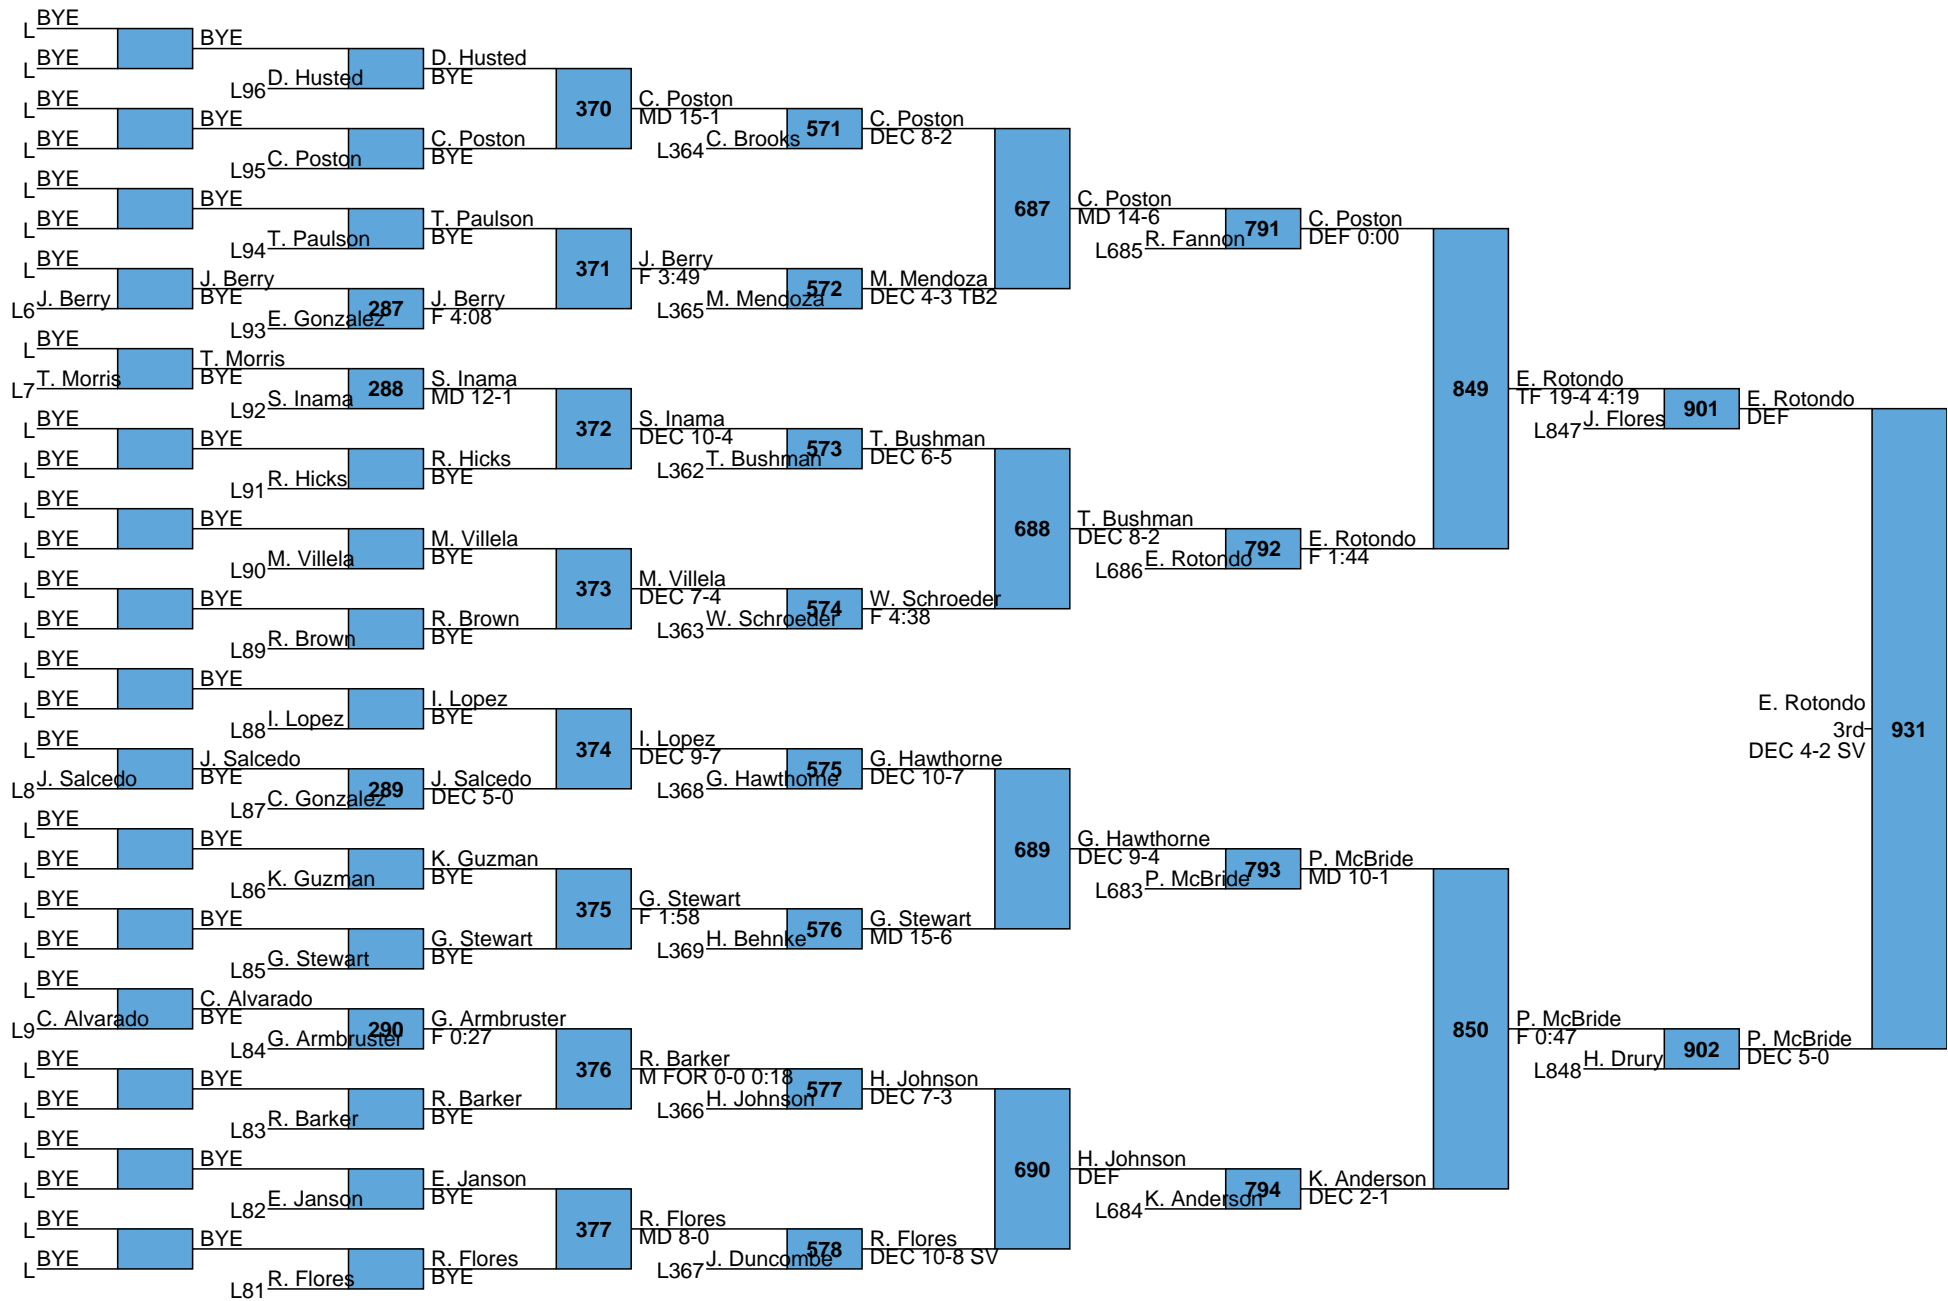 BYE
L
BYE
L
BYE
L96 D. Husted
D. Husted
BYE
BYE
L
BYE
L
BYE
L95 C. Poston
C. Poston
BYE
370
C. Poston
MD 15-1
L364 C. Brooks
571
C. Poston
DEC 8-2
BYE
L
BYE
L
BYE
L94 T. Paulson
T. Paulson
BYE
BYE
L
L6 J. Berry
J. Berry
BYE
L93 E. Gonzalez
287
J. Berry
F 4:08
371
J. Berry
F 3:49
L365 M. Mendoza
572
M. Mendoza
DEC 4-3 TB2
687
C. Poston
MD 14-6
L685 R. Fannon
791
C. Poston
DEF 0:00
BYE
L
L7 T. Morris
T. Morris
BYE
L92 S. Inama
288
S. Inama
MD 12-1
BYE
L
BYE
L
BYE
L91 R. Hicks
R. Hicks
BYE
372
S. Inama
DEC 10-4
L362 T. Bushman
573
T. Bushman
DEC 6-5
BYE
L
BYE
L
BYE
L90 M. Villela
M. Villela
BYE
BYE
L
BYE
L
BYE
L89 R. Brown
R. Brown
BYE
373
M. Villela
DEC 7-4
L363 W. Schroeder
574
W. Schroeder
F 4:38
688
T. Bushman
DEC 8-2
L686 E. Rotondo
792
E. Rotondo
F 1:44
849
E. Rotondo
TF 19-4 4:19
L847 J. Flores
901
E. Rotondo
DEF
BYE
L
BYE
L
BYE
L88 I. Lopez
I. Lopez
BYE
BYE
L
L8 J. Salcedo
J. Salcedo
BYE
L87 C. Gonzalez
289
J. Salcedo
DEC 5-0
374
I. Lopez
DEC 9-7
L368 G. Hawthorne
575
G. Hawthorne
DEC 10-7
BYE
L
BYE
L
BYE
L86 K. Guzman
K. Guzman
BYE
BYE
L
BYE
L
BYE
L85 G. Stewart
G. Stewart
BYE
375
G. Stewart
F 1:58
L369 H. Behnke
576
G. Stewart
MD 15-6
689
G. Hawthorne
DEC 9-4
L683 P. McBride
793
P. McBride
MD 10-1
BYE
L
L9 C. Alvarado
C. Alvarado
BYE
L84 G. Armbruster
290
G. Armbruster
F 0:27
BYE
L
BYE
L
BYE
L83 R. Barker
R. Barker
BYE
376
R. Barker
M FOR 0-0 0:18
L366 H. Johnson
577
H. Johnson
DEC 7-3
BYE
L
BYE
L
BYE
L82 E. Janson
E. Janson
BYE
BYE
L
BYE
L
BYE
L81 R. Flores
R. Flores
BYE
377
R. Flores
MD 8-0
L367 J. Duncombe
578
R. Flores
DEC 10-8 SV
690
H. Johnson
DEF
L684 K. Anderson
794
K. Anderson
DEC 2-1
850
P. McBride
F 0:47
L848 H. Drury
902
P. McBride
DEC 5-0
931
E. Rotondo
3rd
DEC 4-2 SV